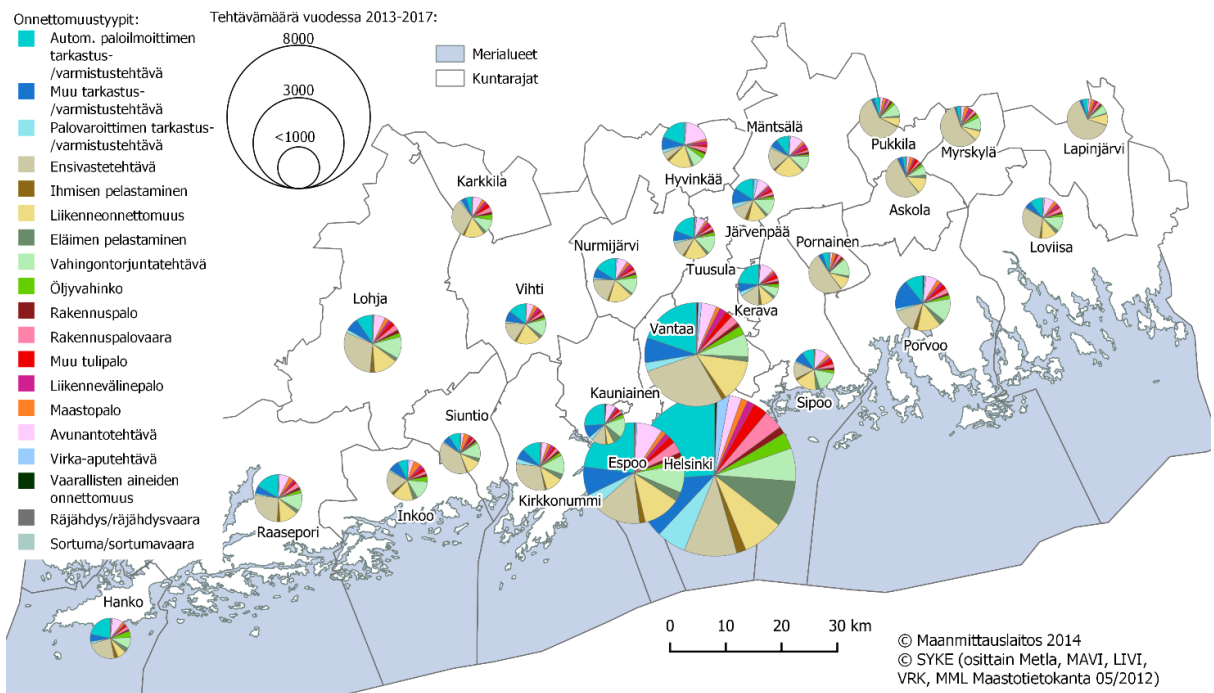 Onnettomuustyypit:
Autom. paloilmoittimen
tarkastus-
/varmistustehtävä
Muu tarkastus-
/varmistustehtävä
Palovaroittimen tarkastus-
/varmistustehtävä
Ensivastetehtävä
Ihmisen pelastaminen
Liikenneonnettomuus
Eläimen pelastaminen
Vahingontorjuntatehtävä
Öljyvahinko
Rakennuspalo
Rakennuspalovaara
Muu tulipalo
Liikennevälinepalo
Maastopalo
Avunantotehtävä
Virka-aputehtävä
Vaarallisten aineiden
onnettomuus
Räjähdys/räjähdysvaara
Sortuma/sortumavaara
Tehtävämäärä vuodessa 2013-2017:
8000
3000
<1000
Merialueet
Kuntarajat
Mäntsälä
Pukkila
Myrskylä
Lapinjärvi
Hyvinkää
Karkkila
Askola
Järvenpää
Loviisa
Nurmijärvi
Tuusula
Pornainen
Vihti
Kerava
Lohja
Vantaa
Porvoo
Kauniainen
Sipoo
Siuntio
Espoo
Helsinki
Kirkkonummi
Inkoo
Raasepori
Hanko
0 10 20 30 km
© Maanmittauslaitos 2014
© SYKE (osittain Metla, MAVI, LIVI,
VRK, MML Maastotietokanta 05/2012)